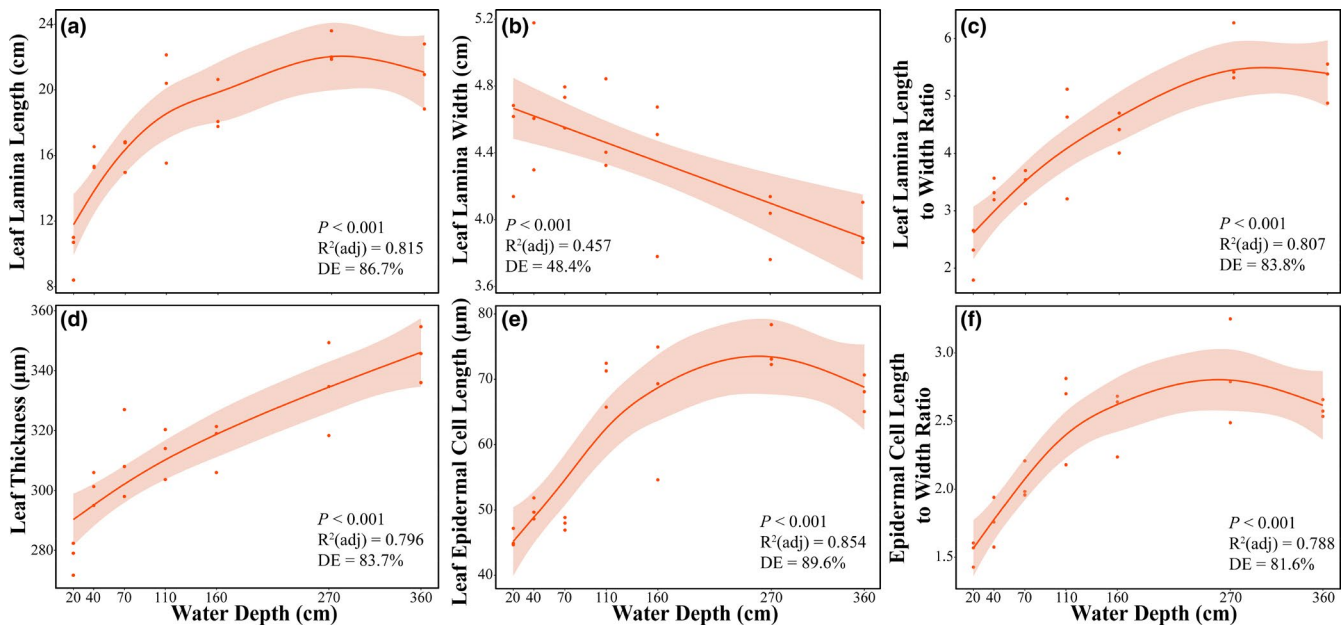 (a)
Leaf Lamina Length (cm)
24
20
16
12
8
P < 0.001
R²(adj) = 0.815
DE = 86.7%
(b)
Leaf Lamina Width (cm)
5.2
4.8
4.4
4.0
3.6
P < 0.001
R²(adj) = 0.457
DE = 48.4%
(c)
Leaf Lamina Length
to Width Ratio
6
5
4
3
2
P < 0.001
R²(adj) = 0.807
DE = 83.8%
(d)
Leaf Thickness (μm)
360
340
320
300
280
P < 0.001
R²(adj) = 0.796
DE = 83.7%
20 40 70 110 160 270 360
Water Depth (cm)
(e)
Leaf Epidermal Cell Length (μm)
80
70
60
50
40
P < 0.001
R²(adj) = 0.854
DE = 89.6%
20 40 70 110 160 270 360
Water Depth (cm)
(f)
Epidermal Cell Length
to Width Ratio
3.0
2.5
2.0
1.5
P < 0.001
R²(adj) = 0.788
DE = 81.6%
20 40 70 110 160 270 360
Water Depth (cm)